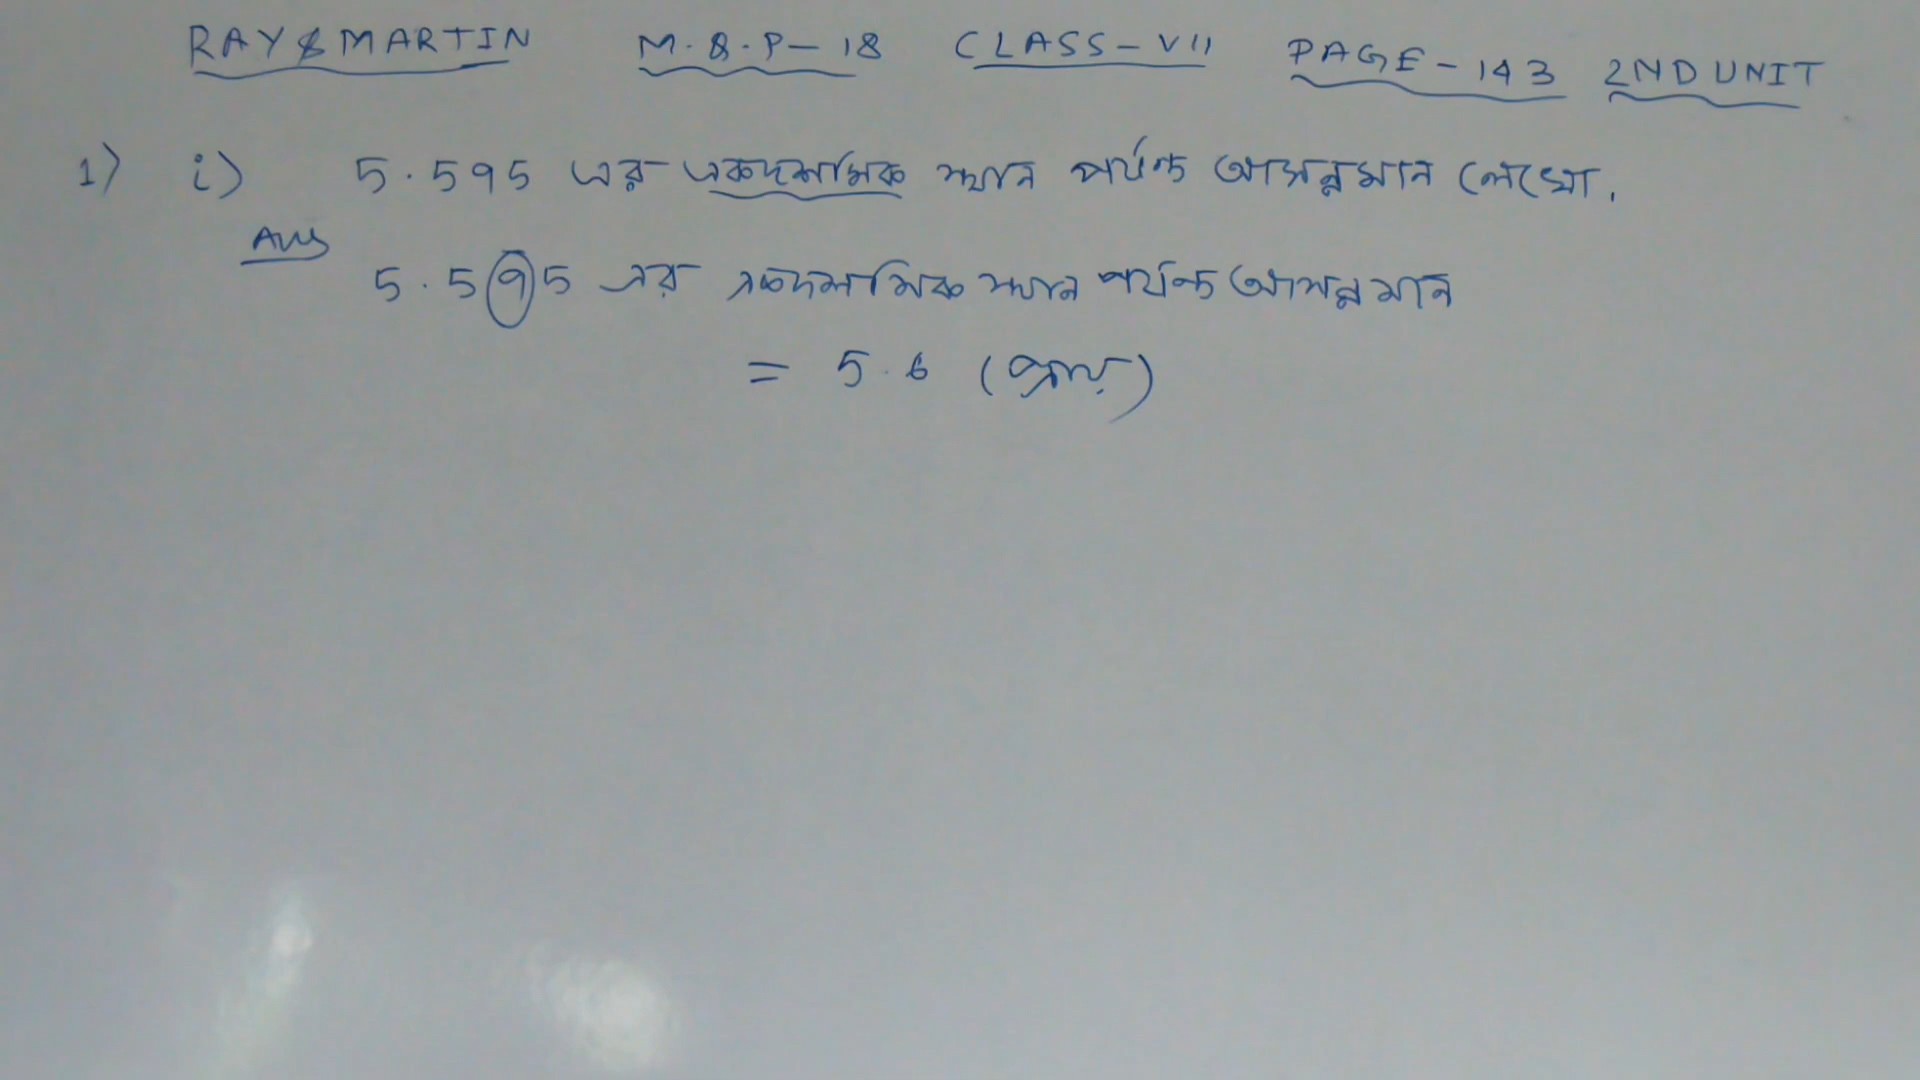 RAY & MARTIN M.Q.P-18 CLASS-VII PAGE-143 2ND UNIT
1) i) 5.595 এর একদশমিক স্থান পর্যন্ত আসন্নমান লেখো.
Ans
5.595 এর একদশমিক স্থান পর্যন্ত আসন্নমান
= 5.6 (প্রায়)